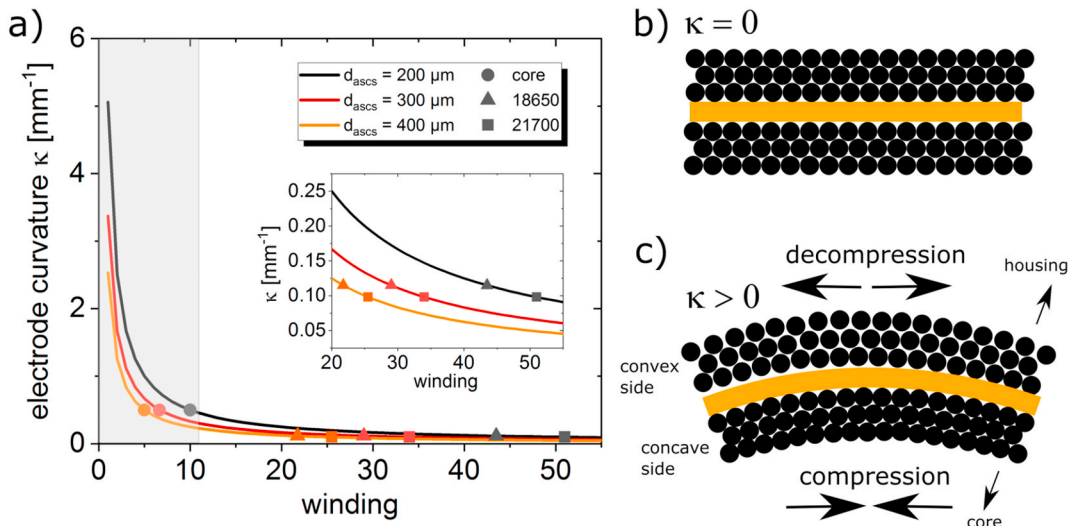 a)
electrode curvature κ [mm⁻¹]
6
4
2
0
0 10 20 30 40 50
winding
d_ascs = 200 µm
d_ascs = 300 µm
d_ascs = 400 µm
core
18650
21700
κ [mm⁻¹]
0.25
0.20
0.15
0.10
0.05
20 30 40 50
winding
b)
κ = 0
c)
decompression
housing
κ > 0
convex
side
concave
side
compression
core